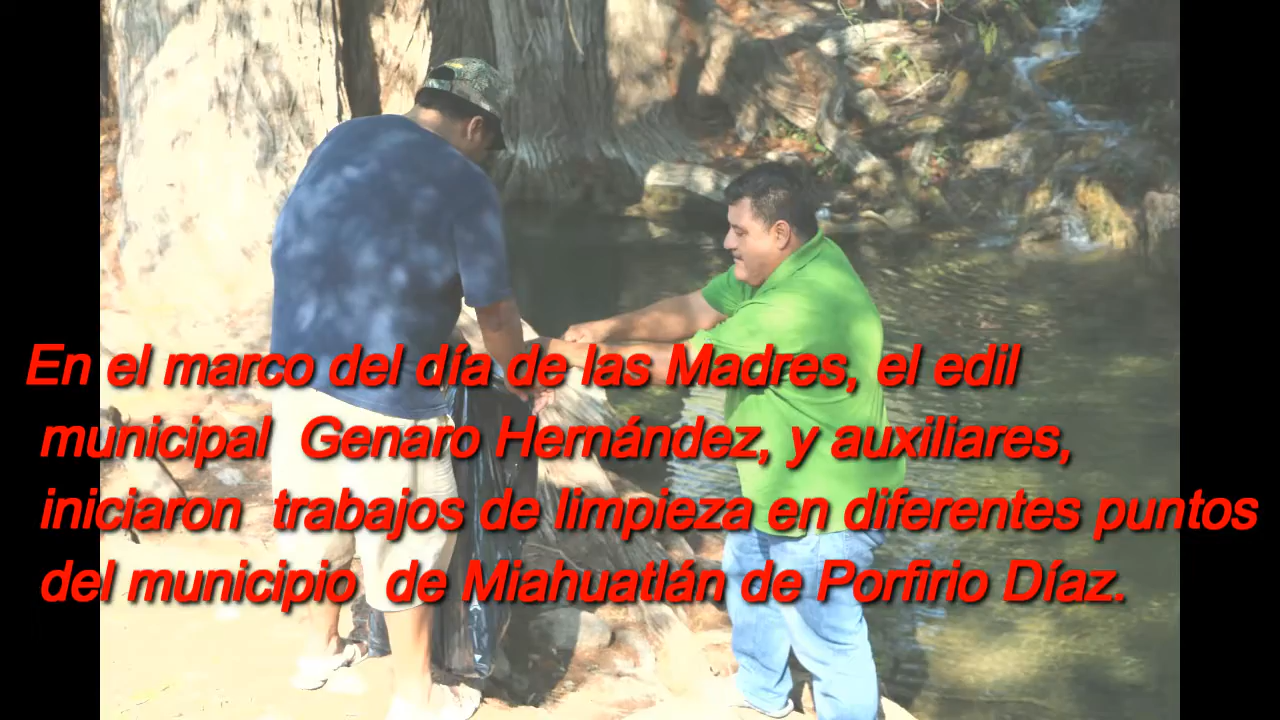 En el marco del día de las Madres, el edil
municipal Genaro Hernández, y auxiliares,
iniciaron trabajos de limpieza en diferentes puntos
del municipio de Miahuatlán de Porfirio Díaz.